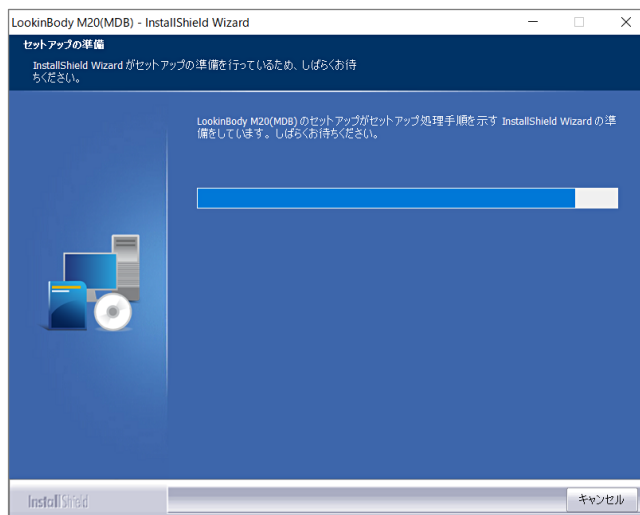 LookinBody M20(MDB) - InstallShield Wizard
セットアップの準備
InstallShield Wizard がセットアップの準備を行っているため、しばらくお待
ちください。
LookinBody M20(MDB) のセットアップがセットアップ処理手順を示す InstallShield Wizard の準
備をしています。しばらくお待ちください。
InstallShield
キャンセル